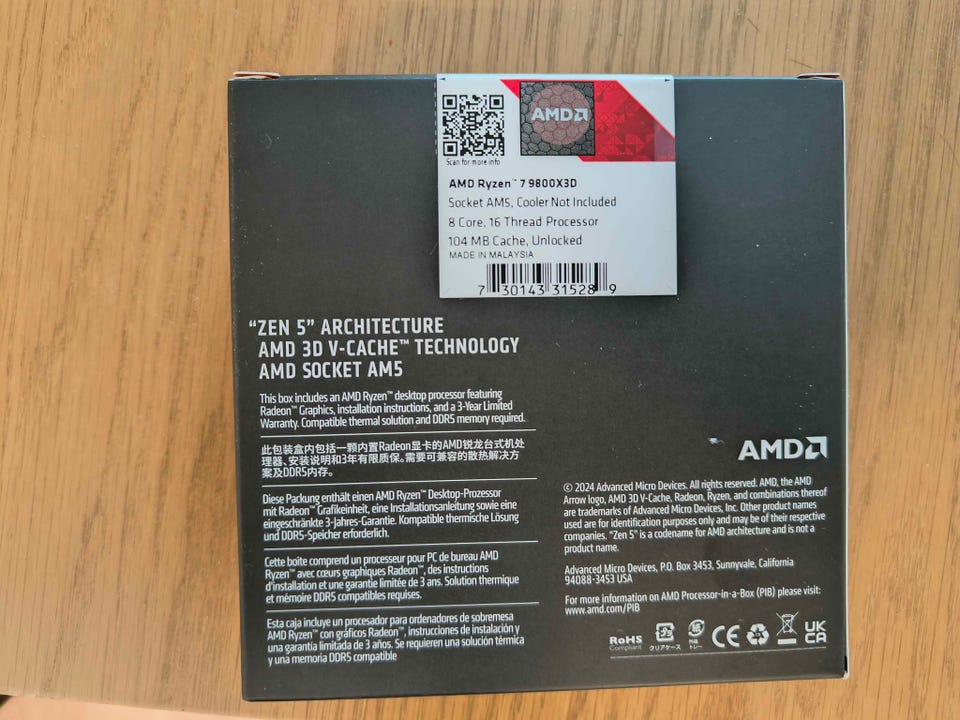 AMD
Scan for more info
AMD Ryzen™ 7 9800X3D
Socket AM5, Cooler Not Included
8 Core, 16 Thread Processor
104 MB Cache, Unlocked
MADE IN MALAYSIA
7 30143 31528 9
“ZEN 5” ARCHITECTURE
AMD 3D V-CACHE™ TECHNOLOGY
AMD SOCKET AM5
This box includes an AMD Ryzen™ desktop processor featuring
Radeon™ Graphics, installation instructions, and a 3-Year Limited
Warranty. Compatible thermal solution and DDR5 memory required.
此包装盒内包括一颗内置Radeon显卡的AMD锐龙台式机处
理器、安装说明和3年有限质保。需要可兼容的散热解决方
案及DDR5内存。
Diese Packung enthält einen AMD Ryzen™ Desktop-Prozessor
mit Radeon™ Grafikeinheit, eine Installationsanleitung sowie eine
eingeschränkte 3-Jahres-Garantie. Kompatible thermische Lösung
und DDR5-Speicher erforderlich.
Cette boîte comprend un processeur pour PC de bureau AMD
Ryzen™ avec cœurs graphiques Radeon™, des instructions
d'installation et une garantie limitée de 3 ans. Solution thermique
et mémoire DDR5 compatibles requises.
Esta caja incluye un procesador para ordenadores de sobremesa
AMD Ryzen™ con gráficos Radeon™, instrucciones de instalación y
una garantía limitada de 3 años. Se requieren una solución térmica
y una memoria DDR5 compatible
AMD
© 2024 Advanced Micro Devices. All rights reserved. AMD, the AMD
Arrow logo, AMD 3D V-Cache, Radeon, Ryzen, and combinations thereof
are trademarks of Advanced Micro Devices, Inc. Other product names
used are for identification purposes only and may be of their respective
companies. “Zen 5” is a codename for AMD architecture and is not a
product name.
Advanced Micro Devices, P.O. Box 3453, Sunnyvale, California
94088-3453 USA
For more information on AMD Processor-in-a-Box (PIB) please visit:
www.amd.com/PIB
RoHS
Compliant
クリアケース
トレー
CE
UK
CA